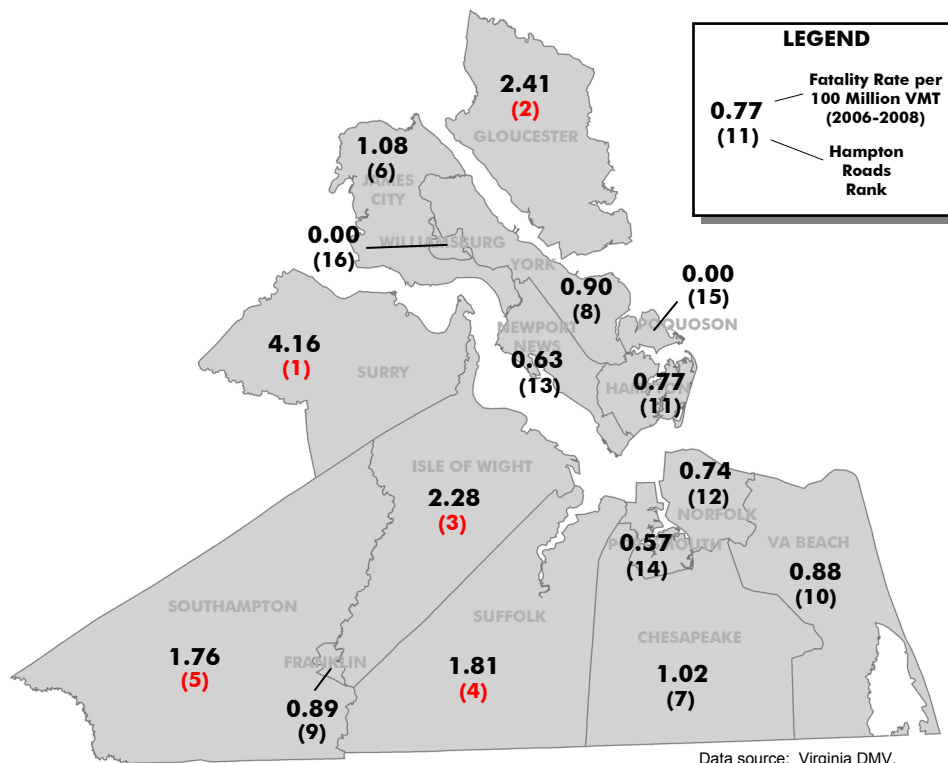 LEGEND
0.77
(11)
Fatality Rate per
100 Million VMT
(2006-2008)
Hampton
Roads
Rank
2.41
(2)
GLOUCESTER
1.08
(6)
JAMES
CITY
0.00
(16)
WILLIAMSBURG
YORK
0.90
(8)
0.00
(15)
POQUOSON
NEWPORT
NEWS
0.63
(13)
HAMPTON
0.77
(11)
4.16
(1)
SURRY
ISLE OF WIGHT
2.28
(3)
0.74
(12)
NORFOLK
PORTSMOUTH
0.57
(14)
VA BEACH
0.88
(10)
SOUTHAMPTON
1.76
(5)
FRANKLIN
0.89
(9)
SUFFOLK
1.81
(4)
CHESAPEAKE
1.02
(7)
Data source: Virginia DMV.